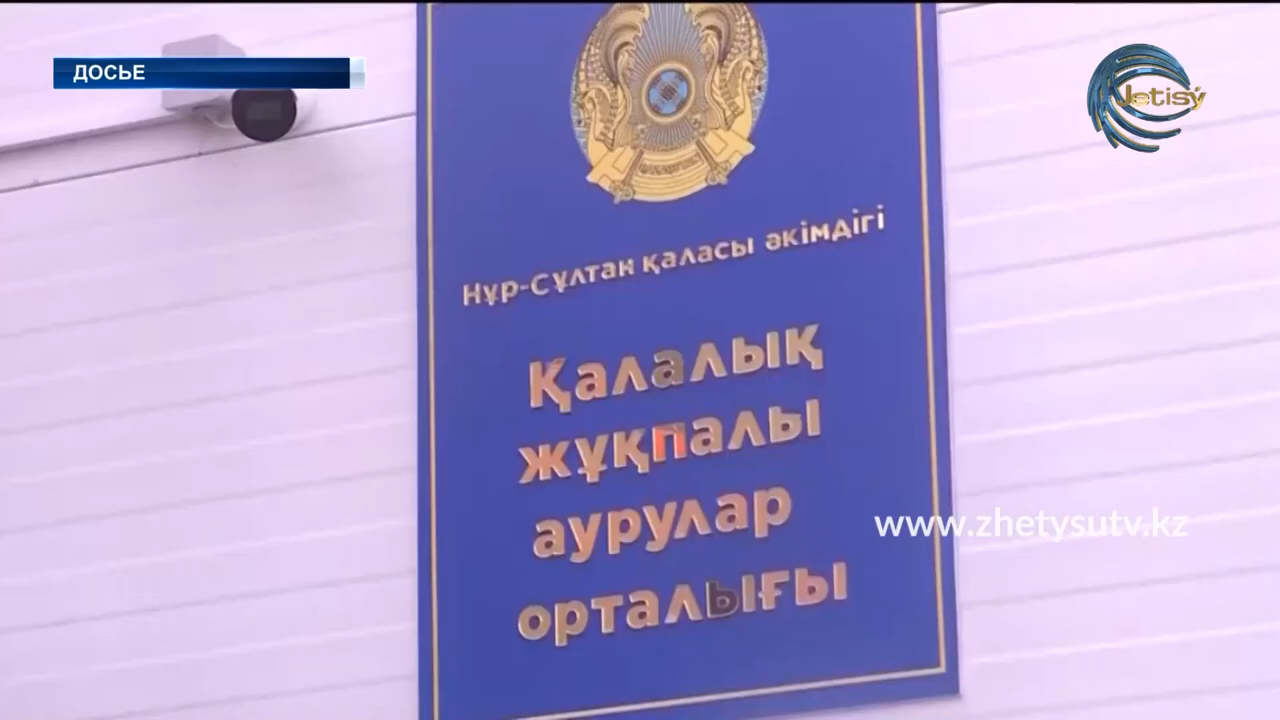 ДОСЬЕ
Jetisý
Нұр-Сұлтан қаласы әкімдігі
Қалалық
жұқпалы
аурулар
орталығы
www.zhetysutv.kz